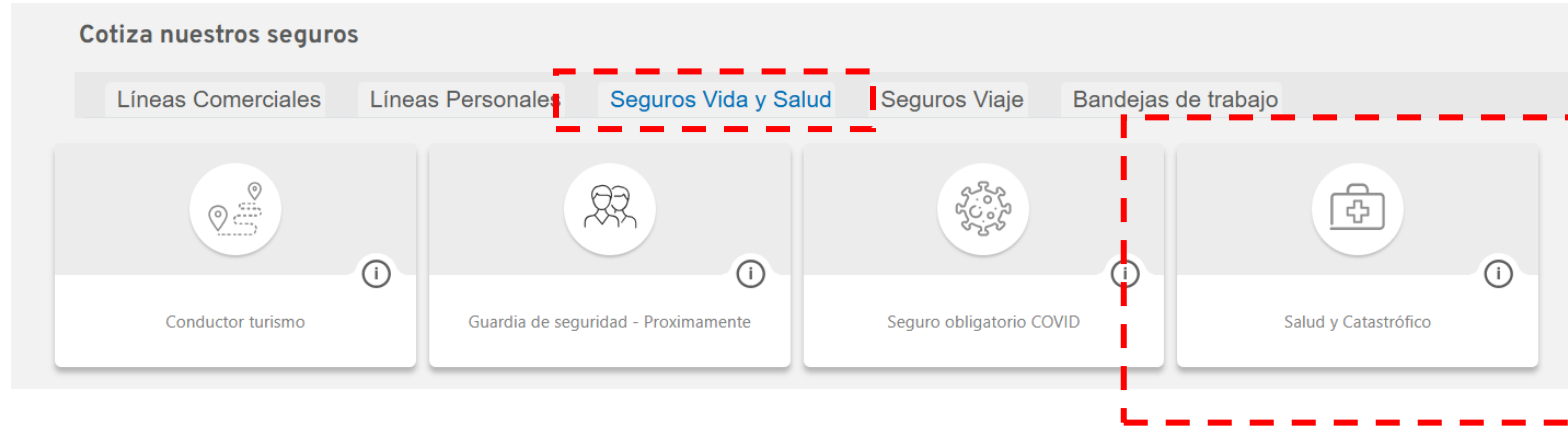 Cotiza nuestros seguros
Líneas Comerciales Líneas Personales Seguros Vida y Salud Seguros Viaje Bandejas de trabajo
Conductor turismo Guardia de seguridad - Proximamente Seguro obligatorio COVID Salud y Catastrófico